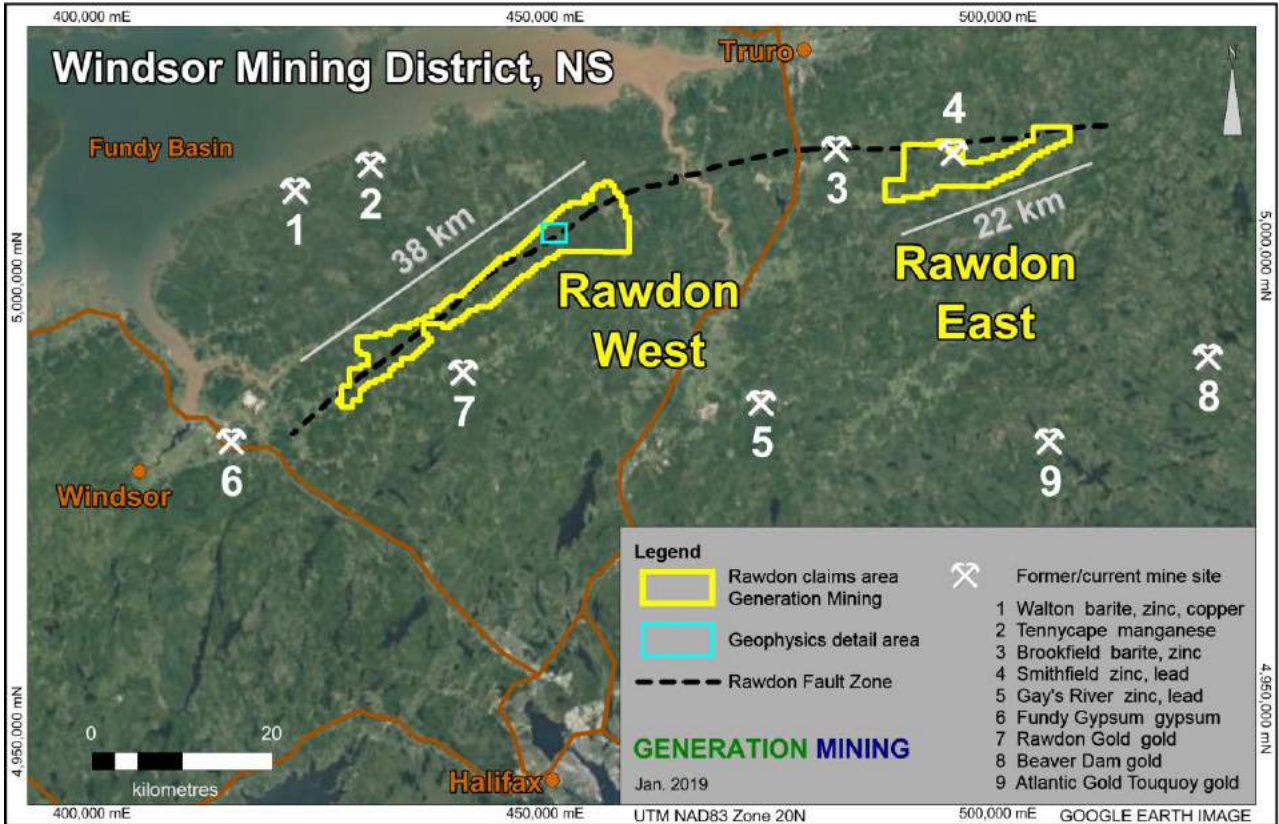 400,000 mE
450,000 mE
500,000 mE
Windsor Mining District, NS
Truro
N
Fundy Basin
1
2
3
4
38 km
22 km
5,000,000 mN
5,000,000 mN
Rawdon
West
Rawdon
East
7
5
8
6
9
Windsor
Legend
Rawdon claims area
Generation Mining
Geophysics detail area
Rawdon Fault Zone
GENERATION MINING
Jan. 2019
Former/current mine site
1 Walton barite, zinc, copper
2 Tennycape manganese
3 Brookfield barite, zinc
4 Smithfield zinc, lead
5 Gay's River zinc, lead
6 Fundy Gypsum gypsum
7 Rawdon Gold gold
8 Beaver Dam gold
9 Atlantic Gold Touquoy gold
4,950,000 mN
4,950,000 mN
0
20
kilometres
Halifax
400,000 mE
450,000 mE
UTM NAD83 Zone 20N
500,000 mE
GOOGLE EARTH IMAGE